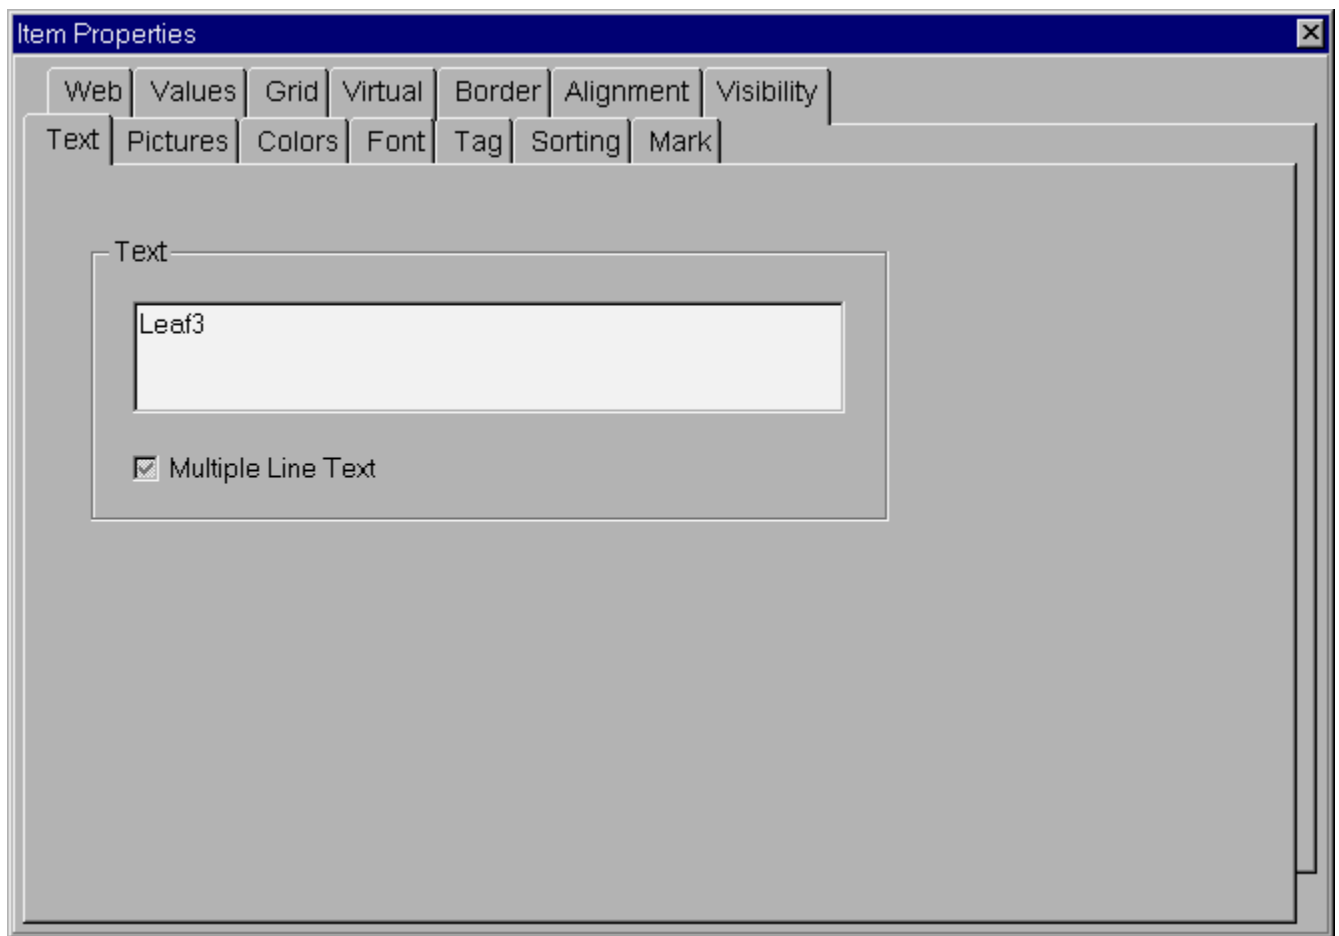 Item Properties
Web Values Grid Virtual Border Alignment Visibility
Text Pictures Colors Font Tag Sorting Mark
Text
Leaf3
Multiple Line Text